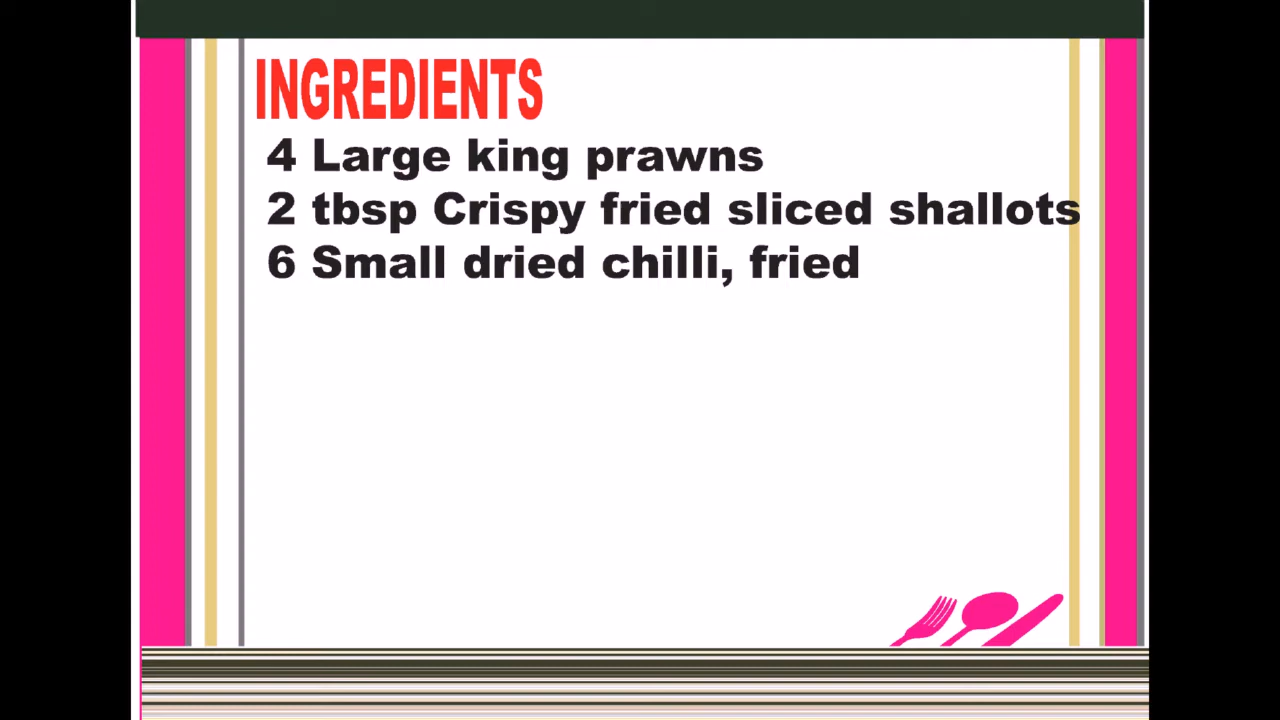 INGREDIENTS
4 Large king prawns
2 tbsp Crispy fried sliced shallots
6 Small dried chilli, fried